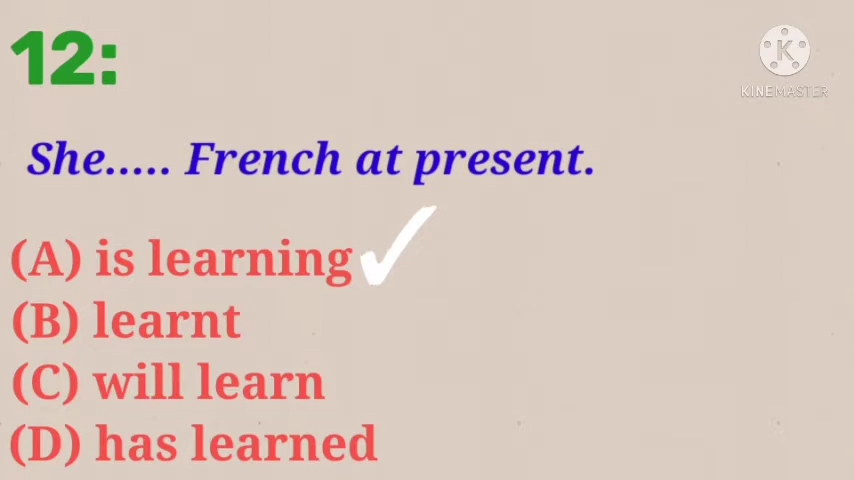 12:
KINEMASTER
She..... French at present.
(A) is learning
(B) learnt
(C) will learn
(D) has learned